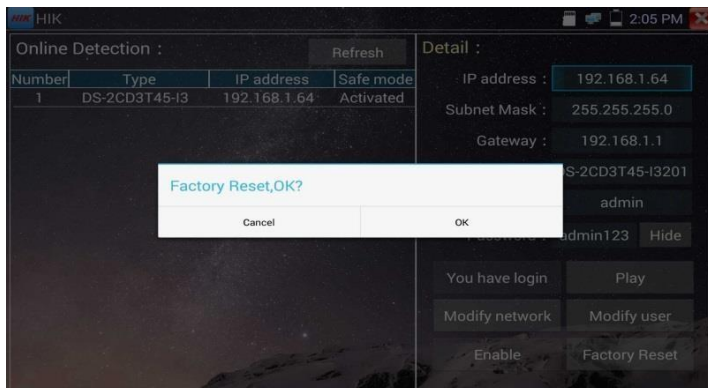 HIK HIK 2:05 PM
Online Detection : Refresh
Number Type IP address Safe mode
1 DS-2CD3T45-I3 192.168.1.64 Activated
Detail :
IP address : 192.168.1.64
Subnet Mask : 255.255.255.0
Gateway : 192.168.1.1
DS-2CD3T45-I3201
admin
Password : admin123 Hide
You have login Play
Modify network Modify user
Enable Factory Reset
Factory Reset,OK?
Cancel OK